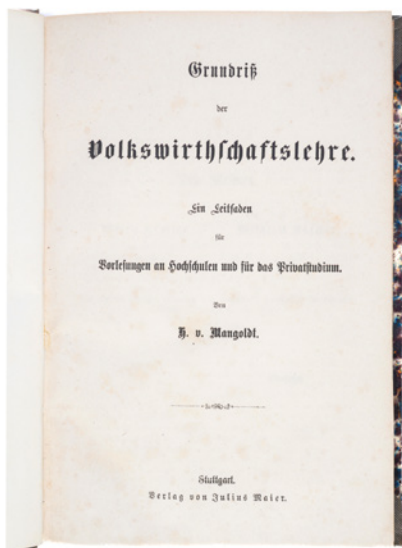 Grundriß
der
Volkswirthschaftslehre.
Ein Leitfaden
für
Vorlesungen an Hochschulen und für das Privatstudium.
Von
H. v. Mangoldt.
Stuttgart.
Verlag von Julius Maier.